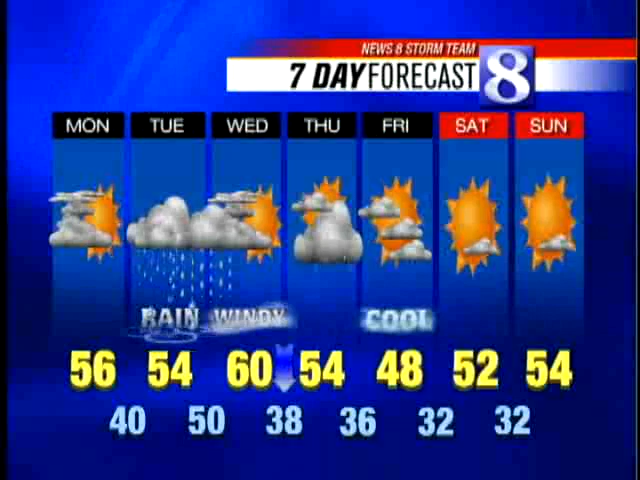 NEWS 8 STORM TEAM
7 DAY FORECAST 8
MON TUE WED THU FRI SAT SUN
RAIN WINDY COOL
56 54 60 54 48 52 54
40 50 38 36 32 32